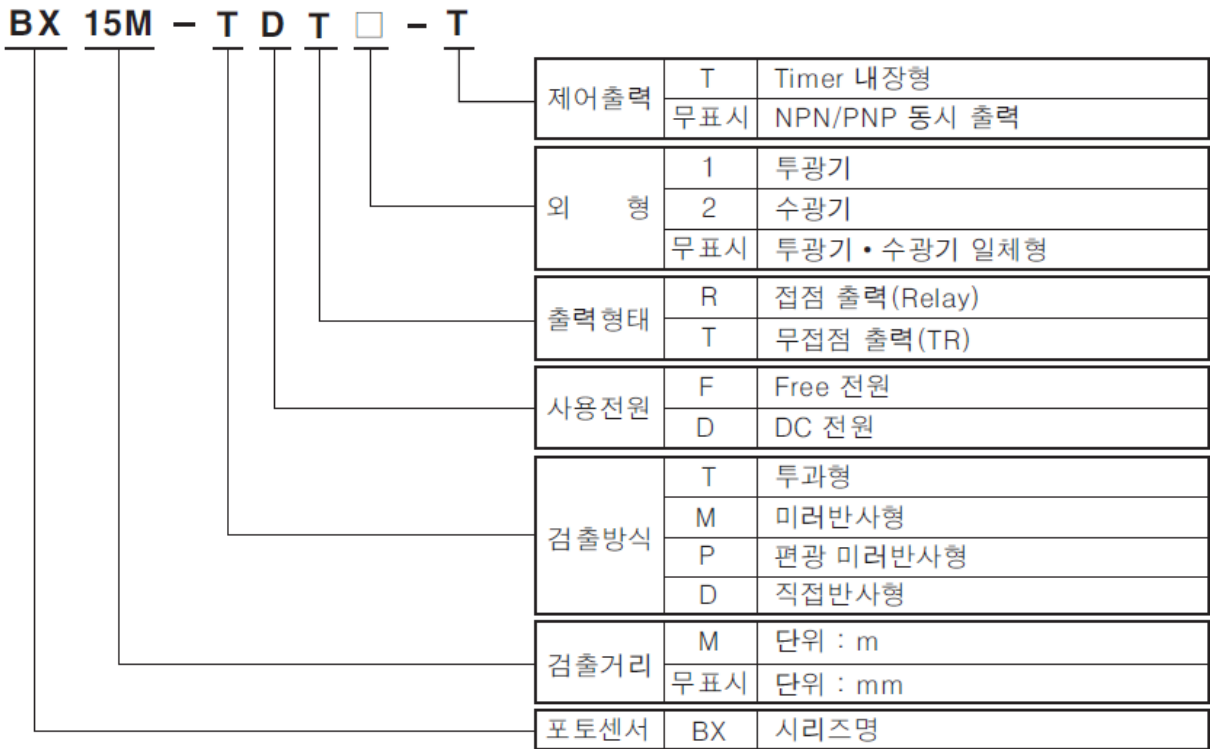 BX 15M - T D T □ - T
제어출력 T Timer 내장형
무표시 NPN/PNP 동시 출력
외 형 1 투광기
2 수광기
무표시 투광기 • 수광기 일체형
출력형태 R 접점 출력(Relay)
T 무접점 출력(TR)
사용전원 F Free 전원
D DC 전원
검출방식 T 투과형
M 미러반사형
P 편광 미러반사형
D 직접반사형
검출거리 M 단위 : m
무표시 단위 : mm
포토센서 BX 시리즈명